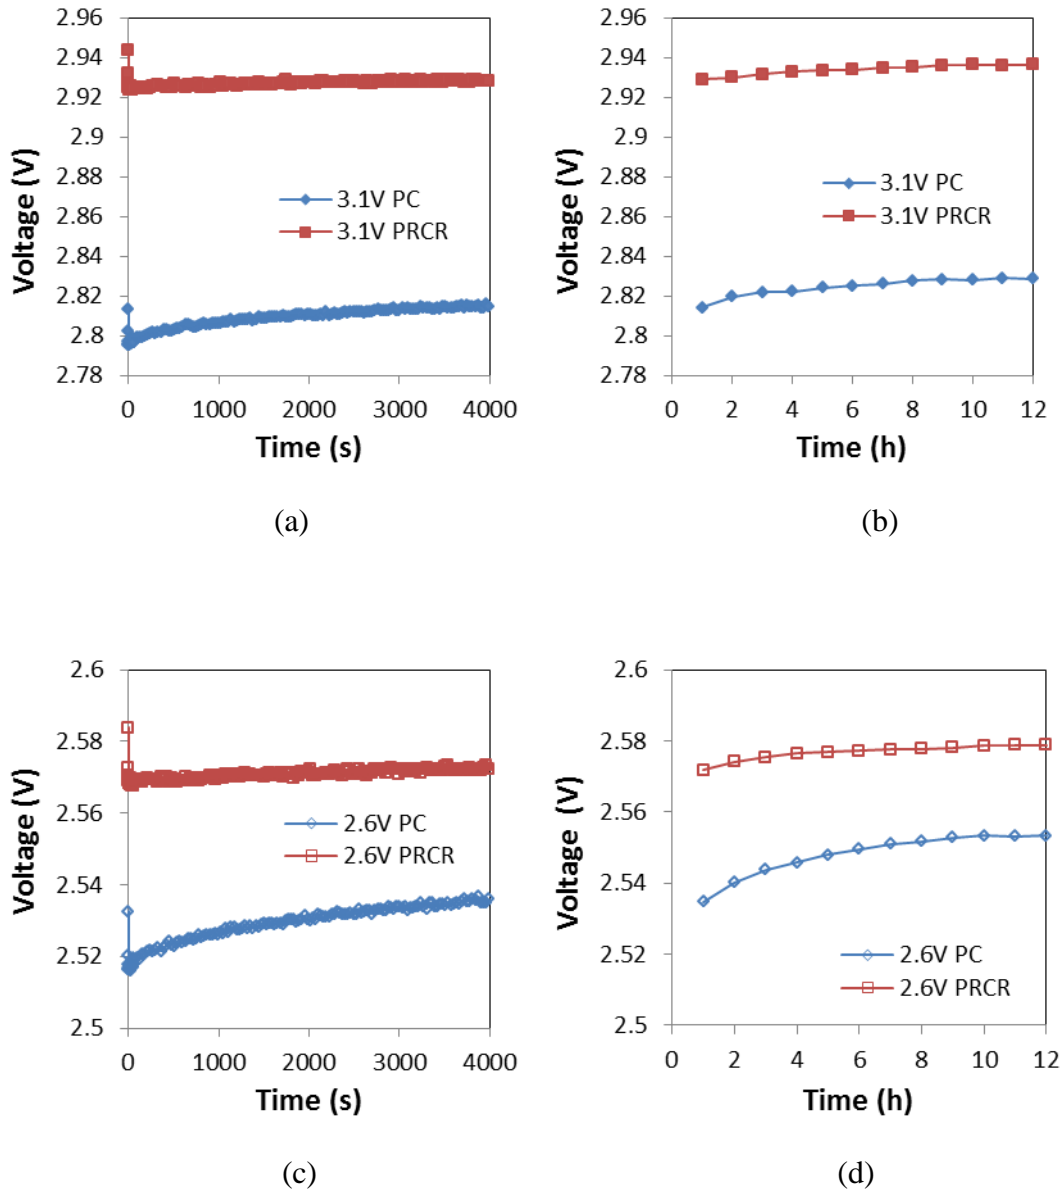 2.96
2.94
2.92
2.9
2.88
2.86
2.84
2.82
2.8
2.78
Voltage (V)
3.1V PC
3.1V PRCR
0 1000 2000 3000 4000
Time (s)
(a)
2.96
2.94
2.92
2.9
2.88
2.86
2.84
2.82
2.8
2.78
Voltage (V)
3.1V PC
3.1V PRCR
0 2 4 6 8 10 12
Time (h)
(b)
2.6
2.58
2.56
2.54
2.52
2.5
Voltage (V)
2.6V PC
2.6V PRCR
0 1000 2000 3000 4000
Time (s)
(c)
2.6
2.58
2.56
2.54
2.52
2.5
Voltage (V)
2.6V PC
2.6V PRCR
0 2 4 6 8 10 12
Time (h)
(d)